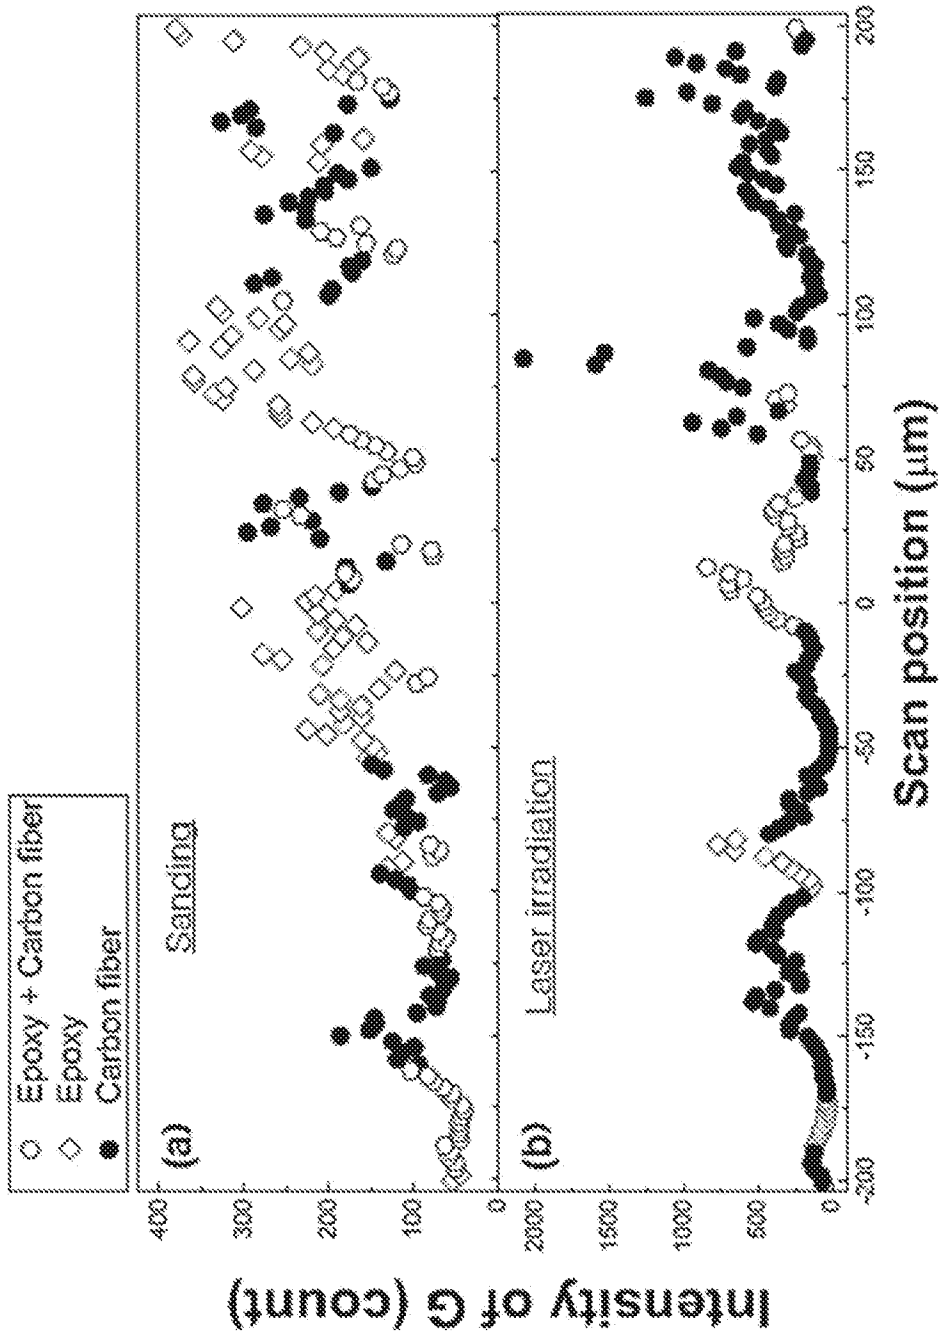 Epoxy + Carbon fiber
Epoxy
Carbon fiber
(a)
Sanding
400
300
200
100
0
(b)
Laser irradiation
2000
1500
1000
500
0
-200
-150
-100
-50
0
50
100
150
200
Intensity of G (count)
Scan position (μm)